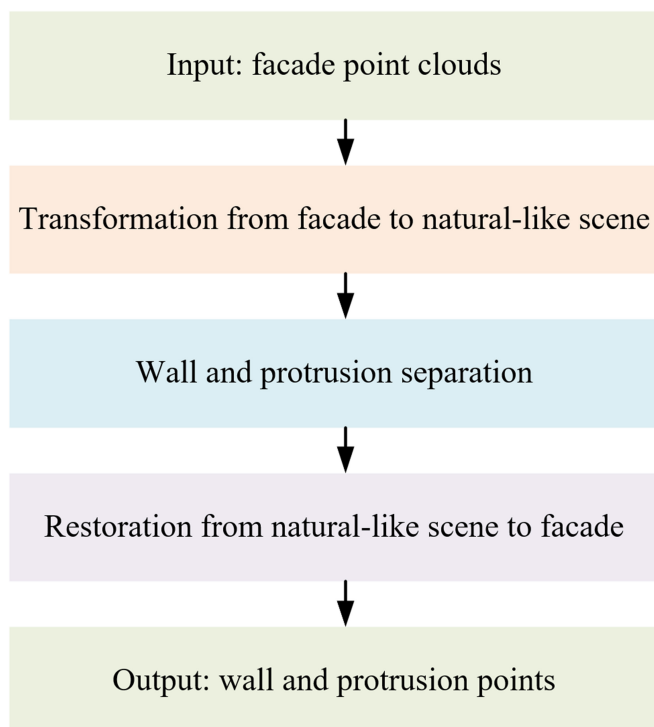 Input: facade point clouds
Transformation from facade to natural-like scene
Wall and protrusion separation
Restoration from natural-like scene to facade
Output: wall and protrusion points